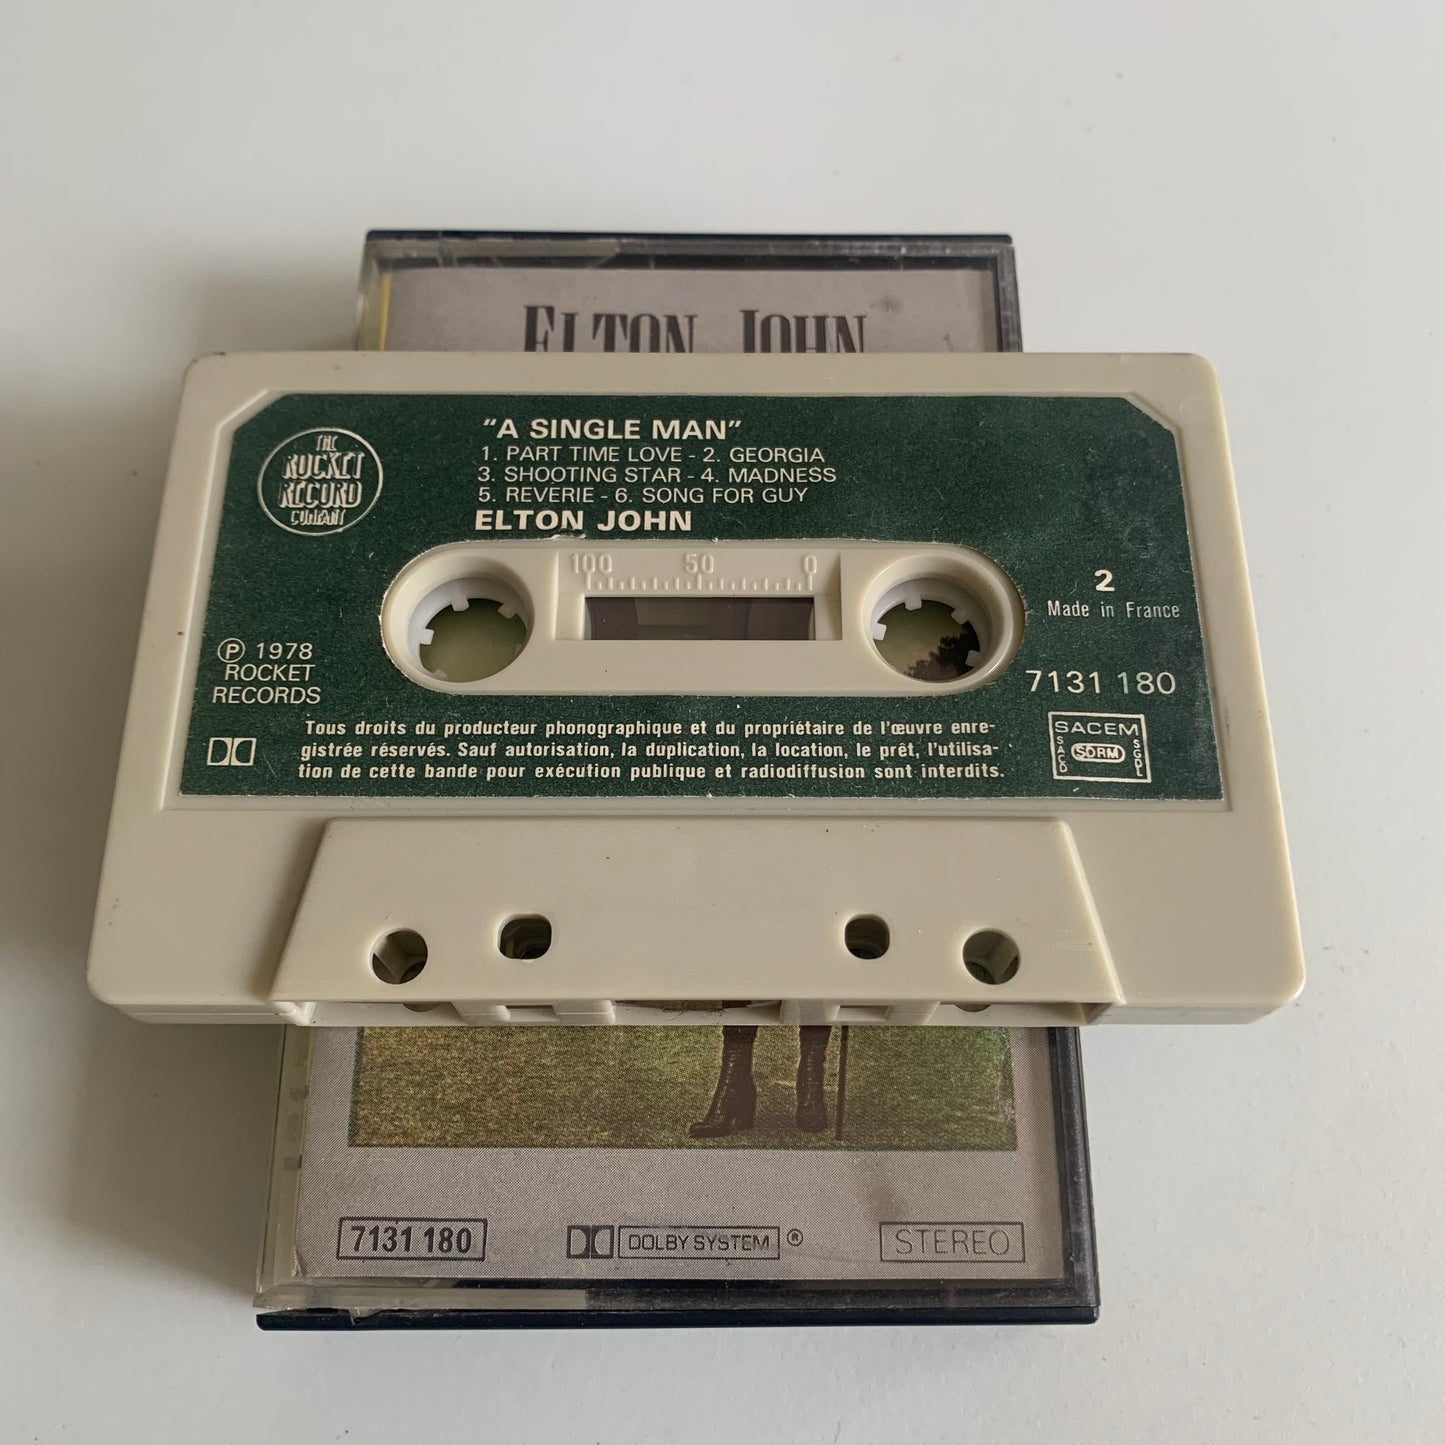 ELTON JOHN
"A SINGLE MAN"
1. PART TIME LOVE - 2. GEORGIA
3. SHOOTING STAR - 4. MADNESS
5. REVERIE - 6. SONG FOR GUY
ELTON JOHN
THE
ROCKET
RECORD
COMPANY
100 50 0
2
Made in France
7131 180
Ⓟ 1978
ROCKET
RECORDS
Tous droits du producteur phonographique et du propriétaire de l'œuvre enre-
gistrée réservés. Sauf autorisation, la duplication, la location, le prêt, l'utilisa-
tion de cette bande pour exécution publique et radiodiffusion sont interdits.
SACEM
SACD
SDRM
SGDL
7131 180
DOLBY SYSTEM ®
STEREO